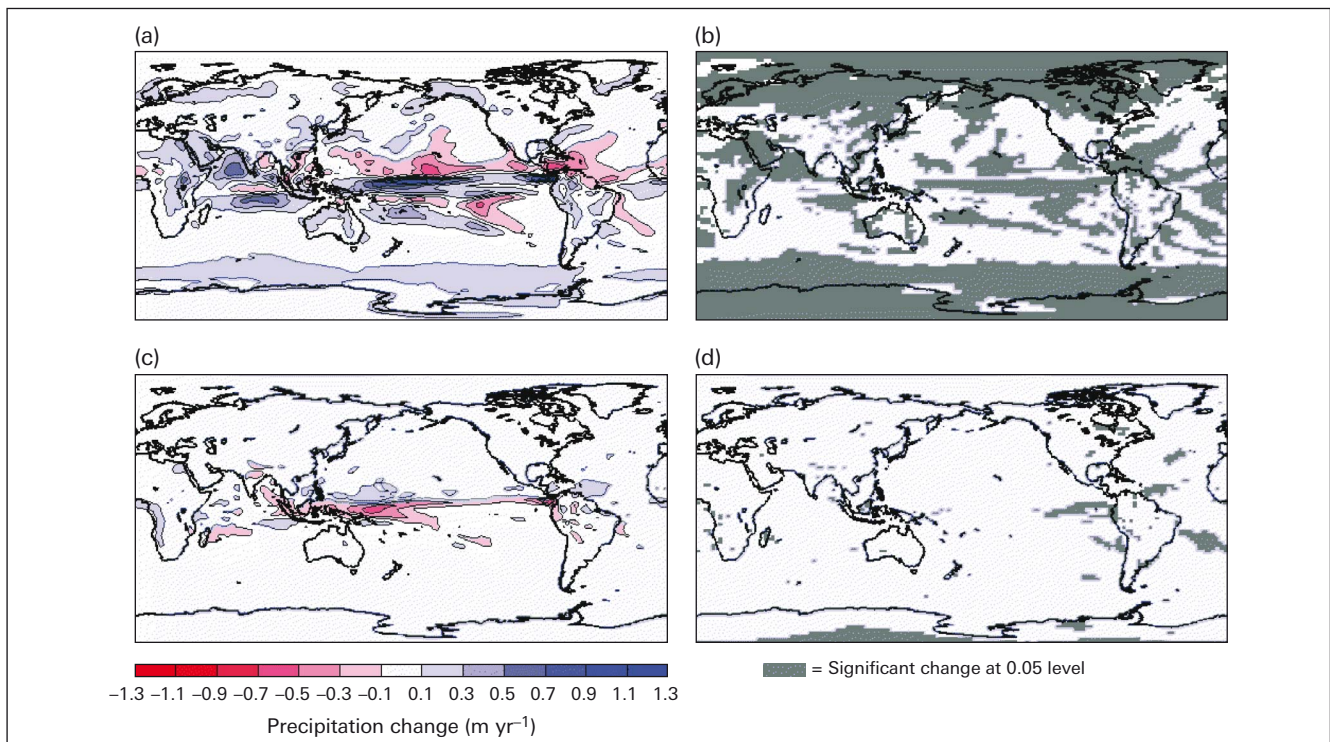 (a)
(b)
(c)
(d)
= Significant change at 0.05 level
–1.3 –1.1 –0.9 –0.7 –0.5 –0.3 –0.1 0.1 0.3 0.5 0.7 0.9 1.1 1.3
Precipitation change (m yr⁻¹)